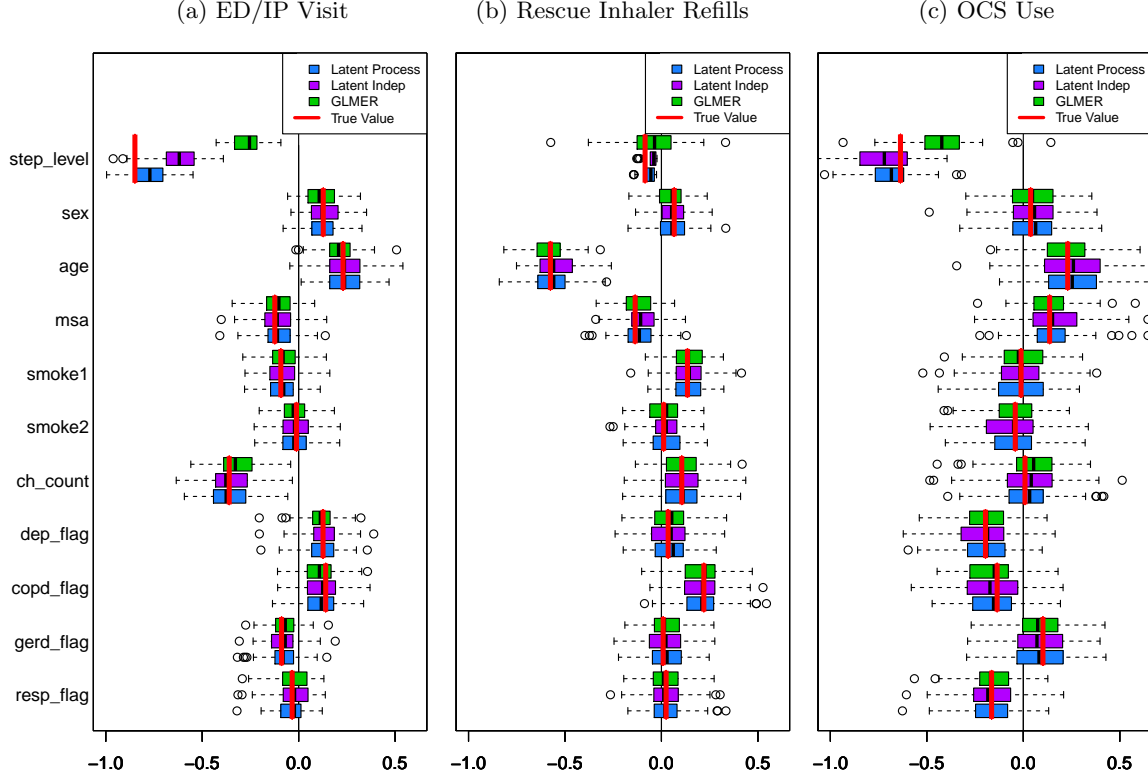 (a) ED/IP Visit
(b) Rescue Inhaler Refills
(c) OCS Use
Latent Process
Latent Indep
GLMER
True Value
Latent Process
Latent Indep
GLMER
True Value
Latent Process
Latent Indep
GLMER
True Value
step_level
sex
age
msa
smoke1
smoke2
ch_count
dep_flag
copd_flag
gerd_flag
resp_flag
−1.0 −0.5 0.0 0.5
−1.0 −0.5 0.0 0.5
−1.0 −0.5 0.0 0.5